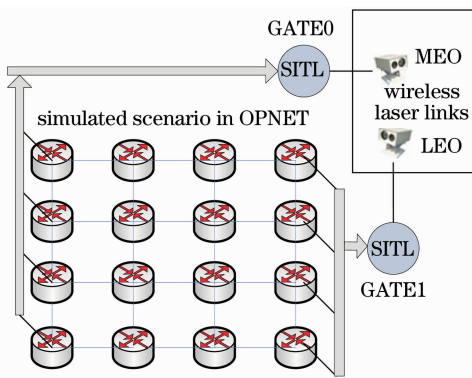 GATE0
SITL
MEO
wireless
laser links
LEO
simulated scenario in OPNET
SITL
GATE1